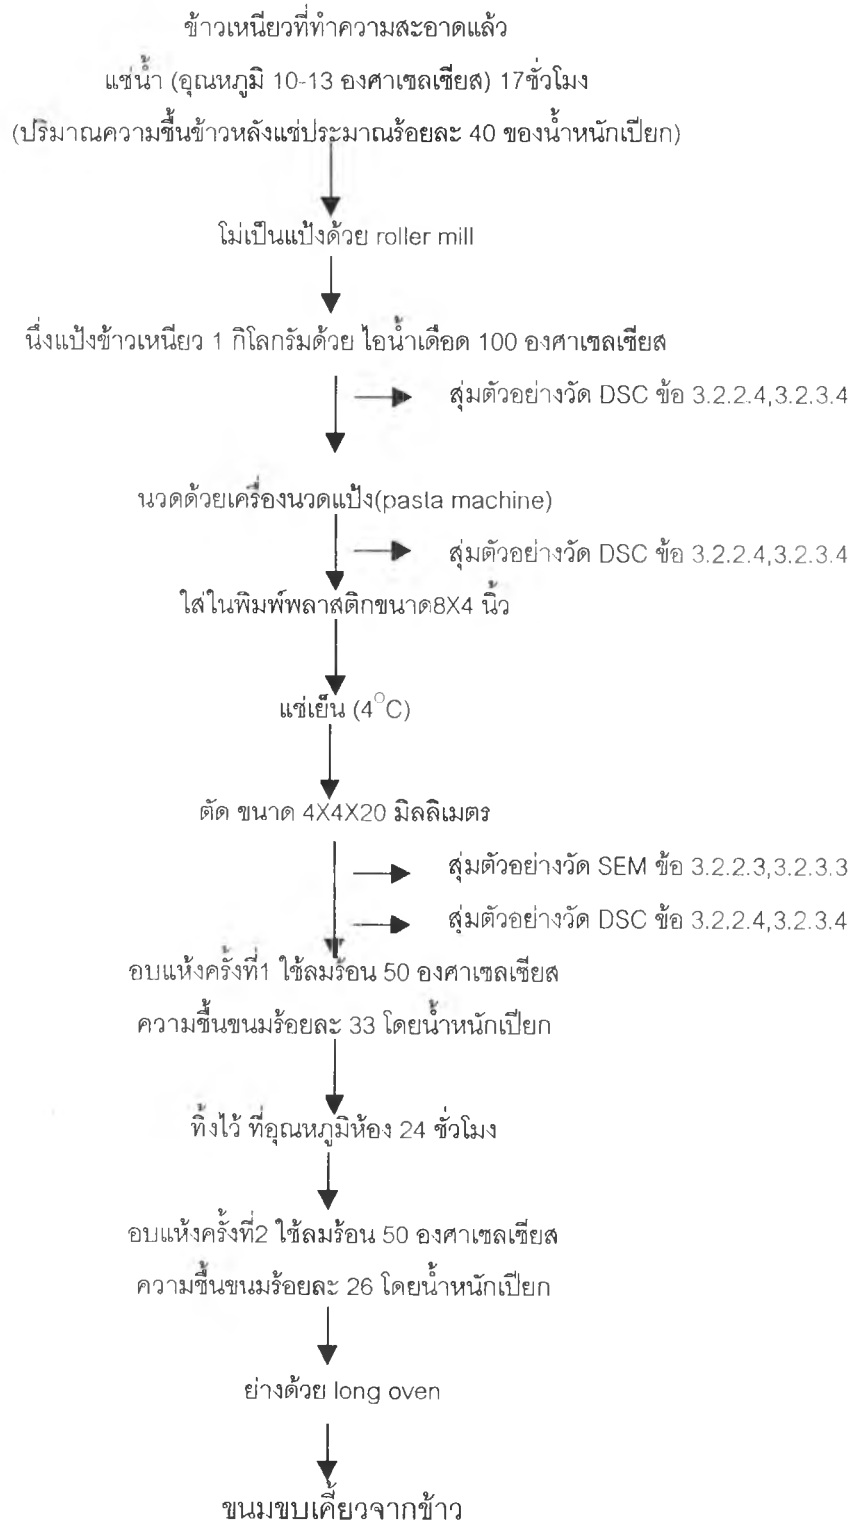 ข้าวเหนียวที่ทำความสะอาดแล้ว
แช่น้ำ (อุณหภูมิ 10-13 องศาเซลเซียส) 17ชั่วโมง
(ปริมาณความชื้นข้าวหลังแช่ประมาณร้อยละ 40 ของน้ำหนักเปียก)
โม่เป็นแป้งด้วย roller mill
นึ่งแป้งข้าวเหนียว 1 กิโลกรัมด้วย ไอน้ำเดือด 100 องศาเซลเซียส
สุ่มตัวอย่างวัด DSC ข้อ 3.2.2.4,3.2.3.4
นวดด้วยเครื่องนวดแป้ง(pasta machine)
สุ่มตัวอย่างวัด DSC ข้อ 3.2.2.4,3.2.3.4
ใส่ในพิมพ์พลาสติกขนาด8X4 นิ้ว
แช่เย็น (4°C)
ตัด ขนาด 4X4X20 มิลลิเมตร
สุ่มตัวอย่างวัด SEM ข้อ 3.2.2.3,3.2.3.3
สุ่มตัวอย่างวัด DSC ข้อ 3.2.2.4,3.2.3.4
อบแห้งครั้งที่1 ใช้ลมร้อน 50 องศาเซลเซียส
ความชื้นขนมร้อยละ 33 โดยน้ำหนักเปียก
ทิ้งไว้ ที่อุณหภูมิห้อง 24 ชั่วโมง
อบแห้งครั้งที่2 ใช้ลมร้อน 50 องศาเซลเซียส
ความชื้นขนมร้อยละ 26 โดยน้ำหนักเปียก
ย่างด้วย long oven
ขนมขบเคี้ยวจากข้าว